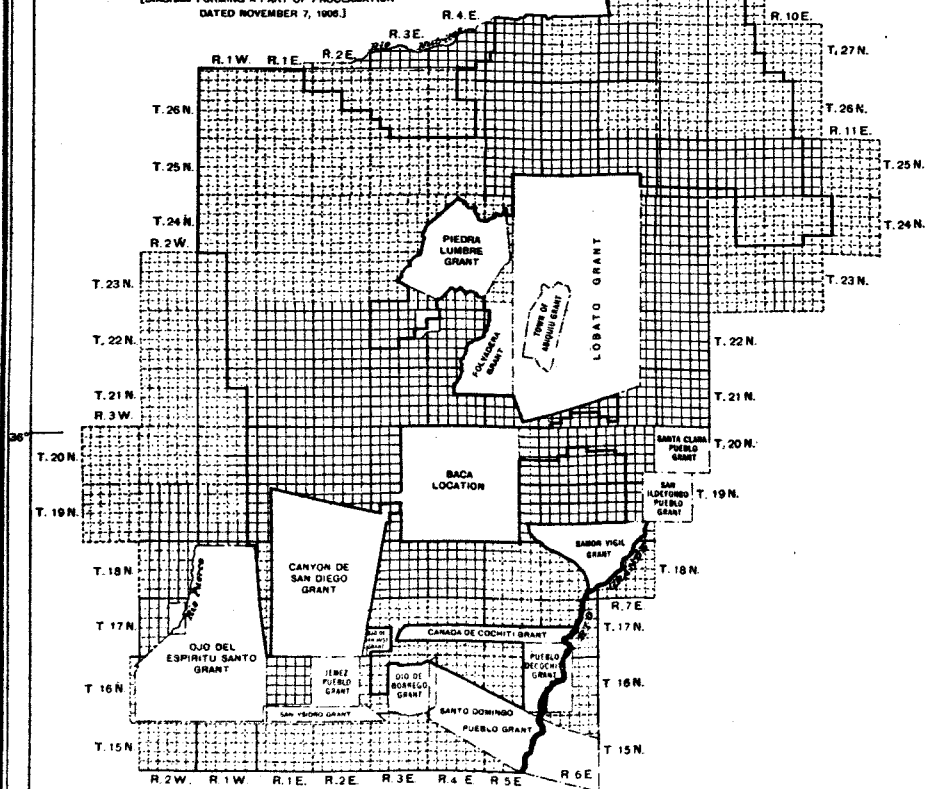 DATED NOVEMBER 7, 1906.]
R. 4 E.
R. 10 E.
R. 3 E.
T. 27 N.
R. 2 E.
Rio
R. 1 W.
R. 1 E.
T. 26 N.
T. 26 N.
R. 11 E.
T. 25 N.
T. 25 N.
T. 24 N.
T. 24 N.
R. 2 W.
PIEDRA
LUMBRE
GRANT
LOBATO GRANT
T. 23 N.
T. 23 N.
TOWN OF
ABIQUIU GRANT
T. 22 N.
T. 22 N.
POLVADERA
GRANT
T. 21 N.
T. 21 N.
R. 3 W.
36°
T. 20 N.
SANTA CLARA
PUEBLO
GRANT
T. 20 N.
BACA
LOCATION
SAN
ILDEFONSO
PUEBLO
GRANT
T. 19 N.
T. 19 N.
RAMON VIGIL
GRANT
T. 18 N.
T. 18 N.
CANYON DE
SAN DIEGO
GRANT
Rio Puerco
R. 7 E.
T. 17 N.
T. 17 N.
CANADA DE COCHITI GRANT
OJO DEL
ESPIRITU SANTO
GRANT
PUEBLO
DE COCHITI
GRANT
T 16 N.
T 16 N.
JEMEZ
PUEBLO
GRANT
OJO DE
BORREGO
GRANT
SAN YSIDRO GRANT
SANTO DOMINGO
PUEBLO GRANT
T. 15 N.
T 15 N.
R. 2 W.
R. 1 W.
R. 1 E.
R. 2 E.
R. 3 E
R. 4 E
R. 5 E
R 6 E